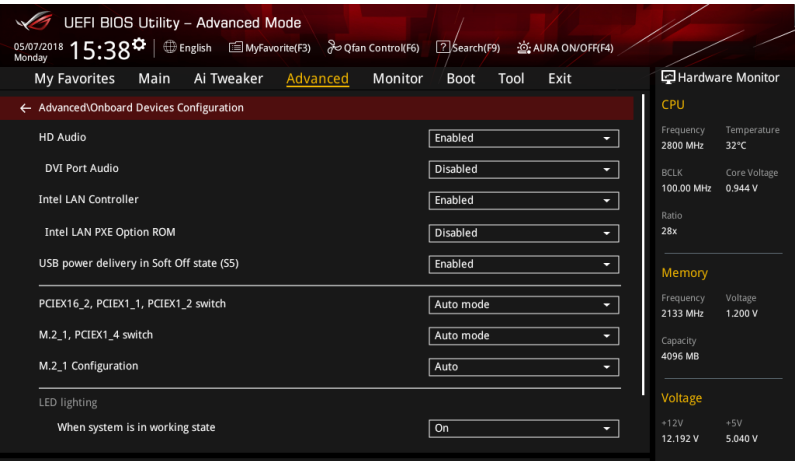 UEFI BIOS Utility – Advanced Mode
05/07/2018 Monday 15:38 English MyFavorite(F3) Qfan Control(F6) ? Search(F9) AURA ON/OFF(F4)
My Favorites Main Ai Tweaker Advanced Monitor Boot Tool Exit
← Advanced\Onboard Devices Configuration
HD Audio Enabled
DVI Port Audio Disabled
Intel LAN Controller Enabled
Intel LAN PXE Option ROM Disabled
USB power delivery in Soft Off state (S5) Enabled
PCIEX16_2, PCIEX1_1, PCIEX1_2 switch Auto mode
M.2_1, PCIEX1_4 switch Auto mode
M.2_1 Configuration Auto
LED lighting
When system is in working state On
Hardware Monitor
CPU
Frequency Temperature
2800 MHz 32°C
BCLK Core Voltage
100.00 MHz 0.944 V
Ratio
28x
Memory
Frequency Voltage
2133 MHz 1.200 V
Capacity
4096 MB
Voltage
+12V +5V
12.192 V 5.040 V